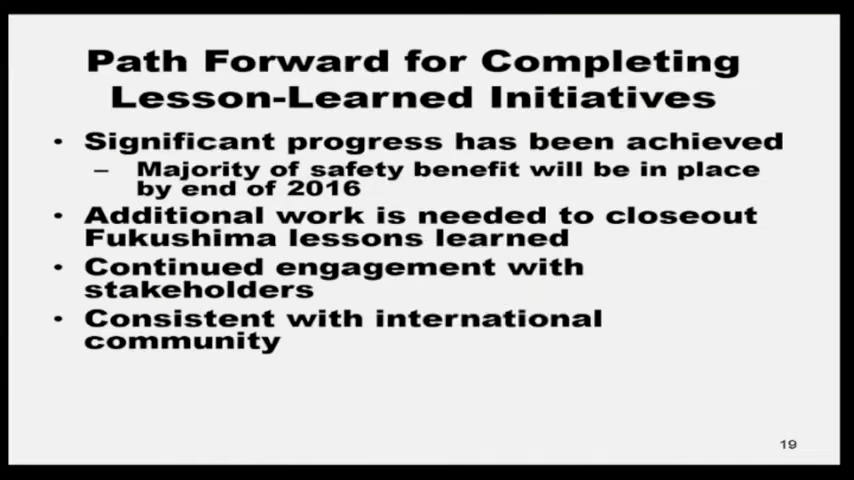 Path Forward for Completing
Lesson-Learned Initiatives
• Significant progress has been achieved
– Majority of safety benefit will be in place
by end of 2016
• Additional work is needed to closeout
Fukushima lessons learned
• Continued engagement with
stakeholders
• Consistent with international
community
19